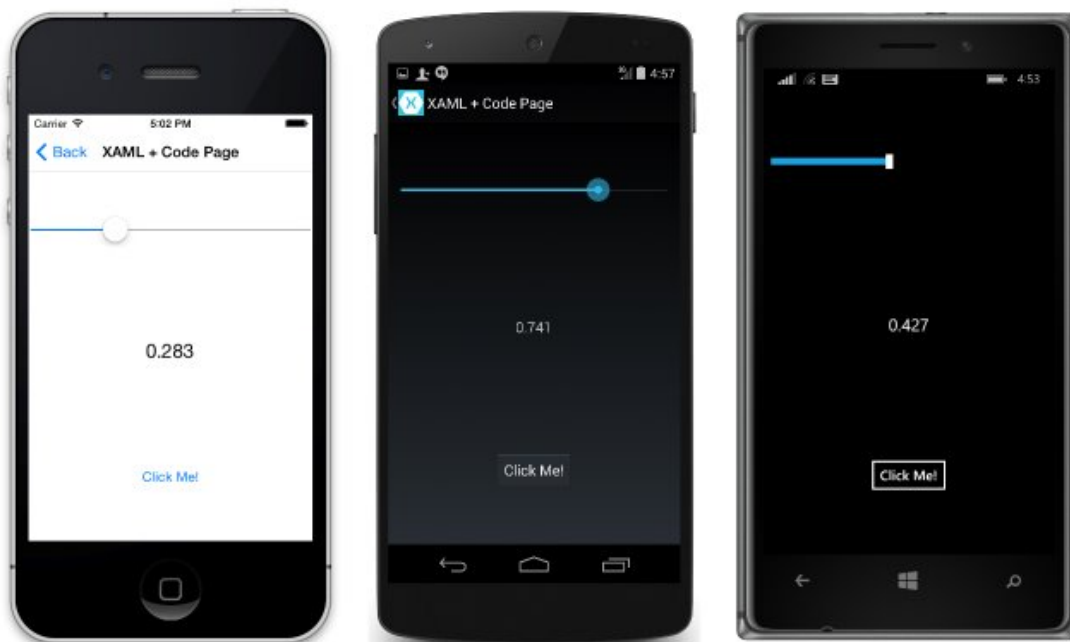 Carrier 5:02 PM
Back XAML + Code Page
0.283
Click Me!
3G 4:57
X XAML + Code Page
0.741
Click Me!
4:53
0.427
Click Me!